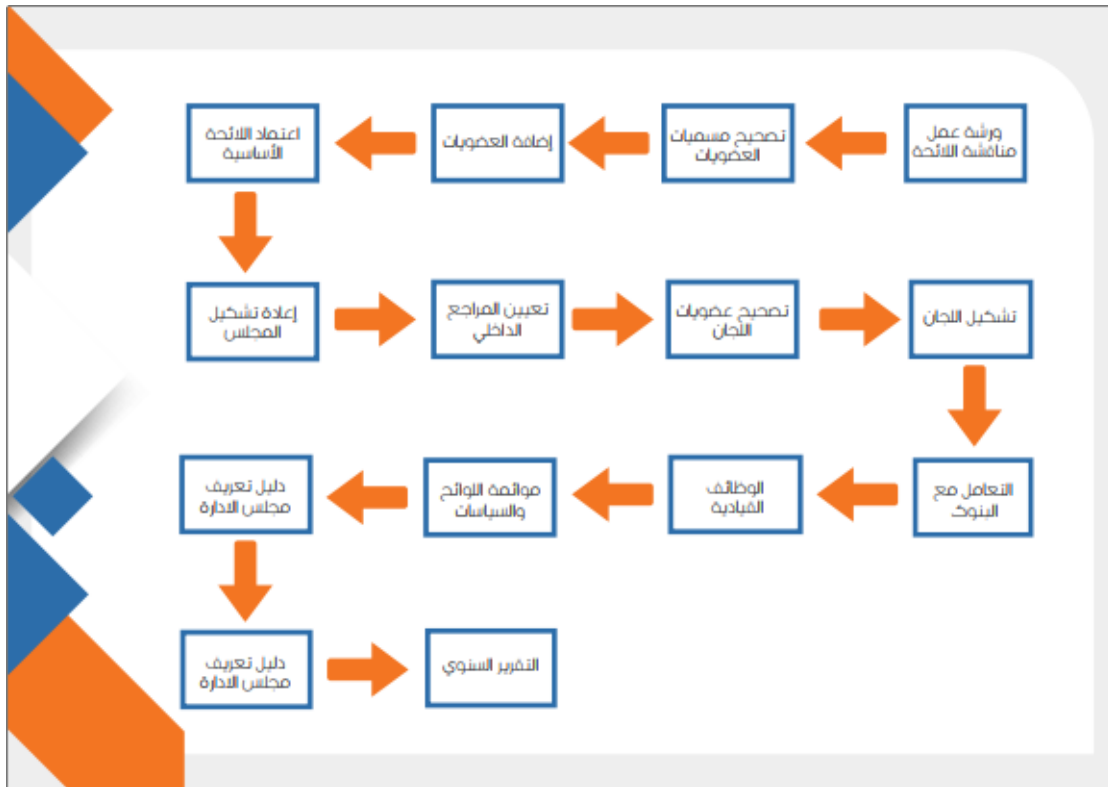 ورشة عمل
مناقشة اللائحة
تصحيح مسميات
العضويات
إضافة العضويات
اعتماد اللائحة
الأساسية
إعادة تشكيل
المجلس
تعيين المراجع
الداخلي
تصحيح عضويات
اللجان
تشكيل اللجان
التعامل مع
البنوك
الوظائف
القيادية
موائمة اللوائح
والسياسات
دليل تعريف
مجلس الادارة
دليل تعريف
مجلس الادارة
التقرير السنوي